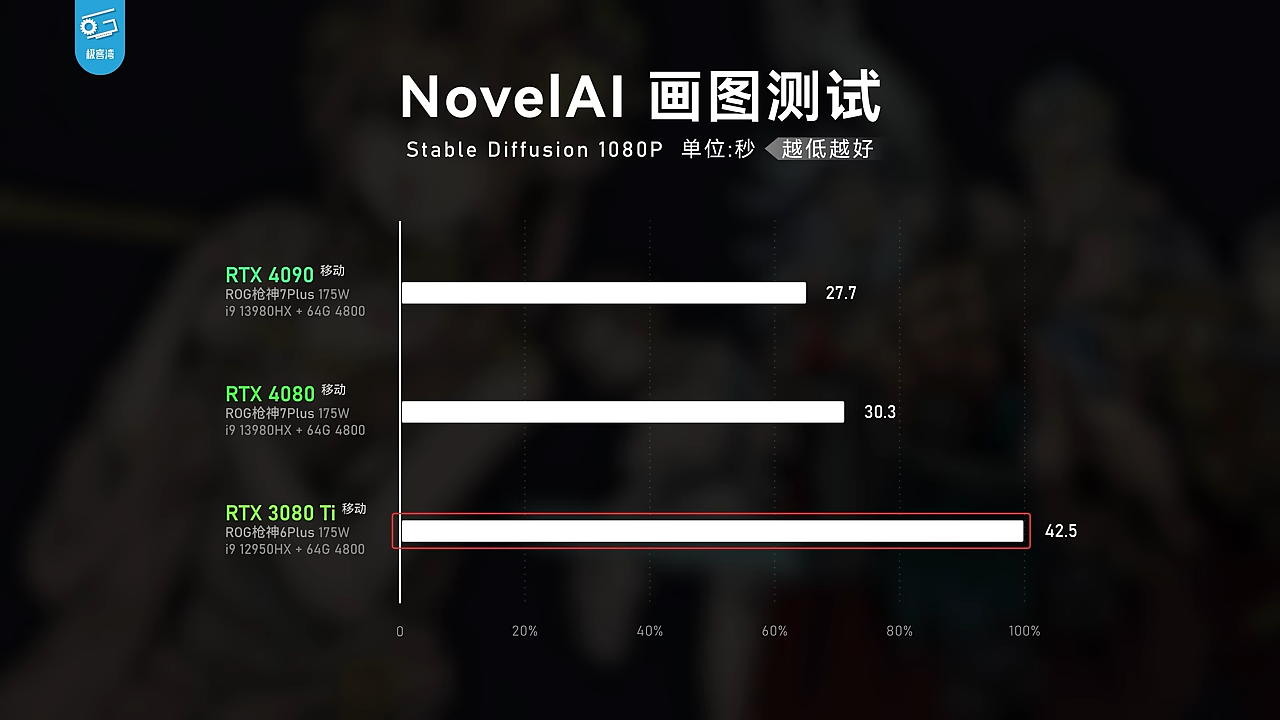 极客湾
NovelAI 画图测试
Stable Diffusion 1080P 单位:秒 越低越好
RTX 4090 移动
ROG枪神7Plus 175W
i9 13980HX + 64G 4800
27.7
RTX 4080 移动
ROG枪神7Plus 175W
i9 13980HX + 64G 4800
30.3
RTX 3080 Ti 移动
ROG枪神6Plus 175W
i9 12950HX + 64G 4800
42.5
0 20% 40% 60% 80% 100%